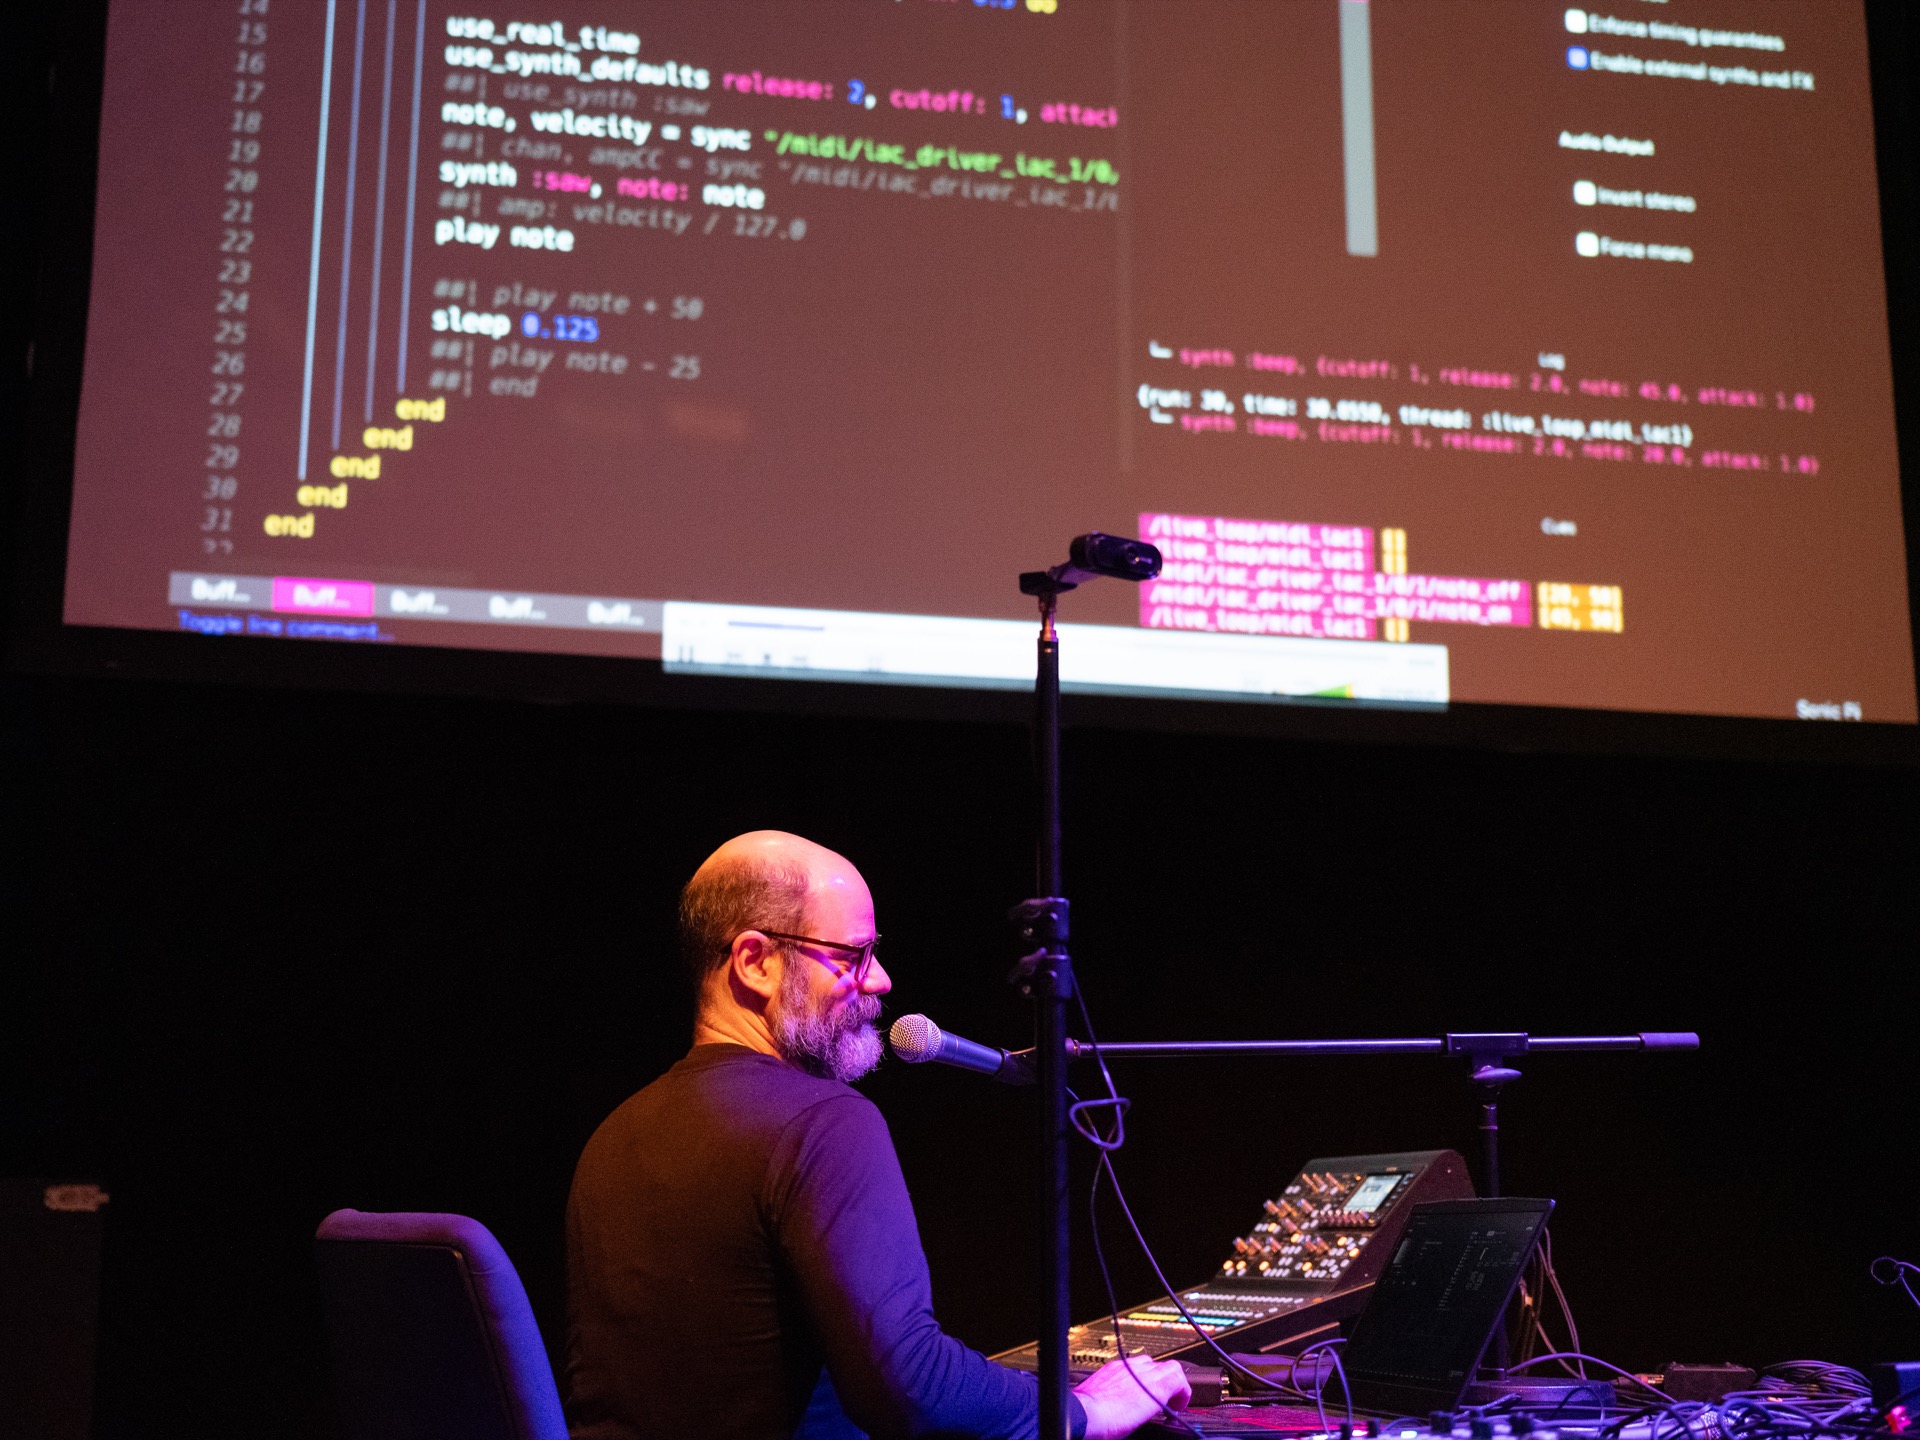 14
15 use_real_time
16 use_synth_defaults release: 2, cutoff: 1, attack
17 ##| use_synth :saw
18 note, velocity = sync "/midi/iac_driver_iac_1/0,
19 ##| chan, ampCC = sync "/midi/iac_driver_iac_1/0
20 synth :saw, note: note
21 ##| amp: velocity / 127.0
22 play note
23
24 ##| play note + 50
25 sleep 0.125
26 ##| play note - 25
27 ##| end
28 end
29 end
30 end
31 end
end
Buff... Buff... Buff... Buff... Buff...
Toggle line comment...
Enforce timing guarantees
Enable external synths and FX
Audio Output
Invert stereo
Force mono
Log
synth :beep, {cutoff: 1, release: 2.0, note: 45.0, attack: 1.0}
{run: 30, time: 30.8550, thread: :live_loop_midi_iac1}
synth :beep, {cutoff: 1, release: 2.0, note: 20.0, attack: 1.0}
Cues
/live_loop/midi_iac1 []
/live_loop/midi_iac1 []
/midi/iac_driver_iac_1/0/1/note_off [20, 50]
/midi/iac_driver_iac_1/0/1/note_on [45, 50]
/live_loop/midi_iac1 []
Sonic Pi